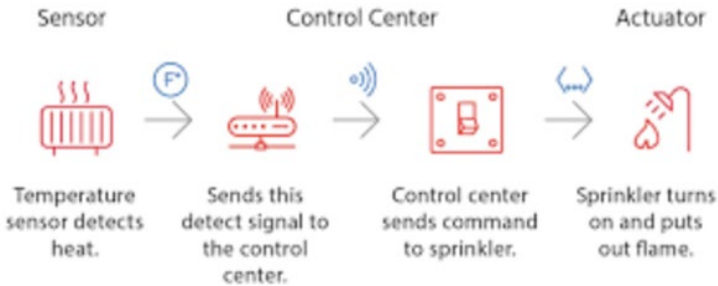 Sensor
Control Center
Actuator
F°
Temperature
sensor detects
heat.
Sends this
detect signal to
the control
center.
Control center
sends command
to sprinkler.
Sprinkler turns
on and puts
out flame.